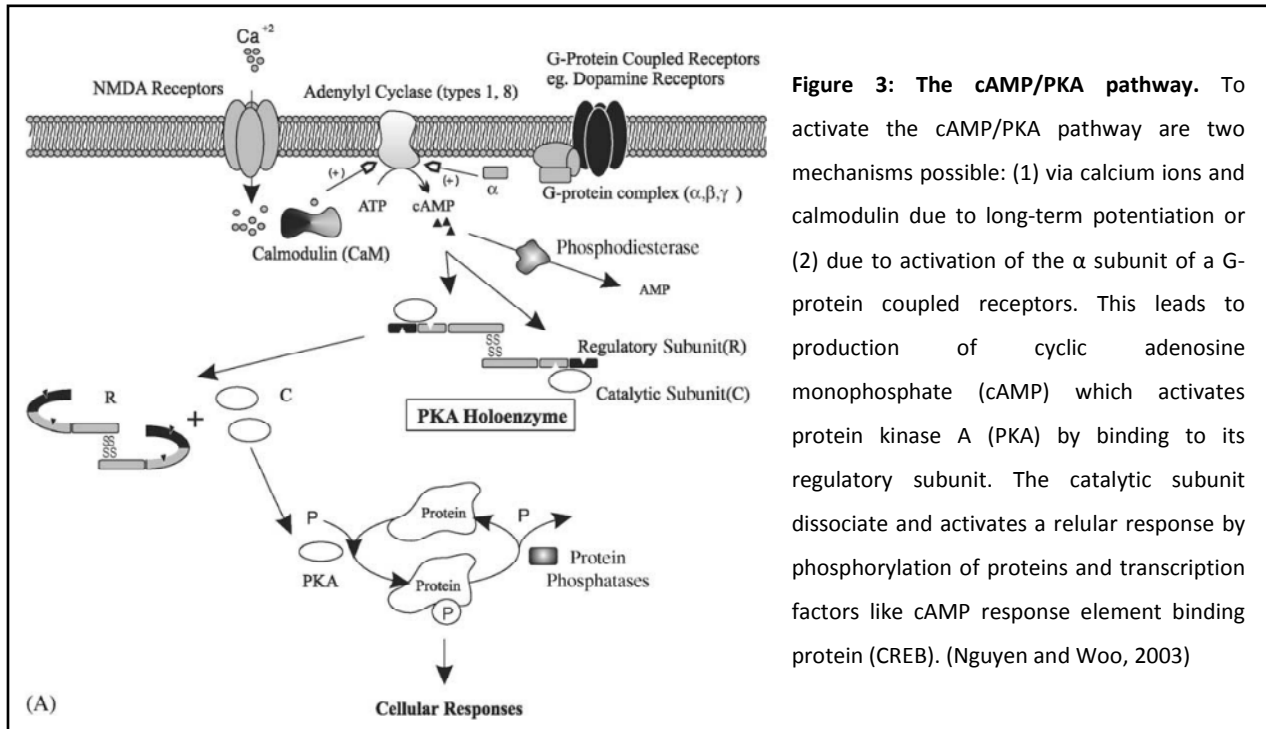 Ca +2
NMDA Receptors
Adenylyl Cyclase (types 1, 8)
G-Protein Coupled Receptors
eg. Dopamine Receptors
(+)
(+)
α
ATP
cAMP
G-protein complex (α,β,γ )
Calmodulin (CaM)
Phosphodiesterase
AMP
SS
SS
Regulatory Subunit(R)
Catalytic Subunit(C)
PKA Holoenzyme
R
+
C
SS
SS
P
Protein
P
PKA
Protein
P
Protein
Phosphatases
Cellular Responses
(A)
Figure 3: The cAMP/PKA pathway. To
activate the cAMP/PKA pathway are two
mechanisms possible: (1) via calcium ions and
calmodulin due to long-term potentiation or
(2) due to activation of the α subunit of a G-
protein coupled receptors. This leads to
production of cyclic adenosine
monophosphate (cAMP) which activates
protein kinase A (PKA) by binding to its
regulatory subunit. The catalytic subunit
dissociate and activates a relular response by
phosphorylation of proteins and transcription
factors like cAMP response element binding
protein (CREB). (Nguyen and Woo, 2003)